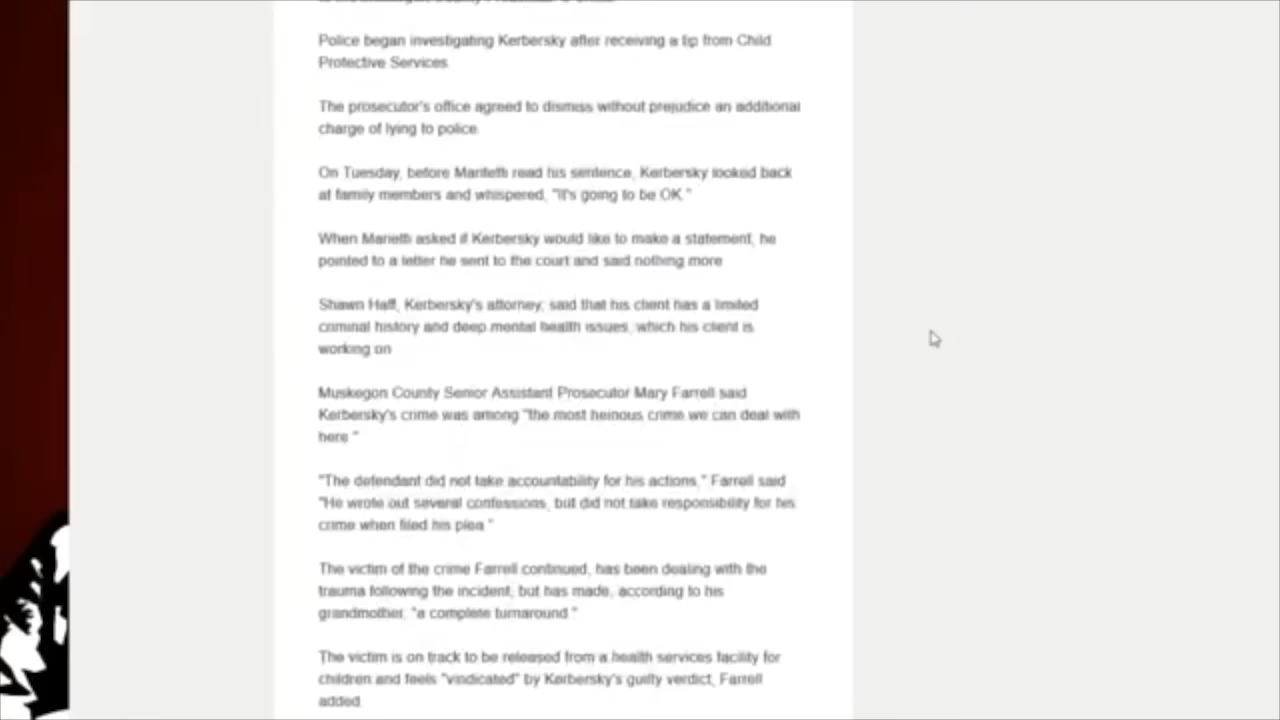 Police began investigating Kerbersky after receiving a tip from Child
Protective Services.
The prosecutor's office agreed to dismiss without prejudice an additional
charge of lying to police.
On Tuesday, before Marietti read his sentence, Kerbersky looked back
at family members and whispered, "It's going to be OK."
When Marietti asked if Kerbersky would like to make a statement, he
pointed to a letter he sent to the court and said nothing more.
Shawn Haff, Kerbersky's attorney, said that his client has a limited
criminal history and deep mental health issues, which his client is
working on.
Muskegon County Senior Assistant Prosecutor Mary Farrell said
Kerbersky's crime was among "the most heinous crime we can deal with
here."
"The defendant did not take accountability for his actions," Farrell said.
"He wrote out several confessions, but did not take responsibility for his
crime when filed his plea."
The victim of the crime Farrell continued, has been dealing with the
trauma following the incident, but has made, according to his
grandmother, "a complete turnaround."
The victim is on track to be released from a health services facility for
children and feels "vindicated" by Kerbersky's guilty verdict, Farrell
added.